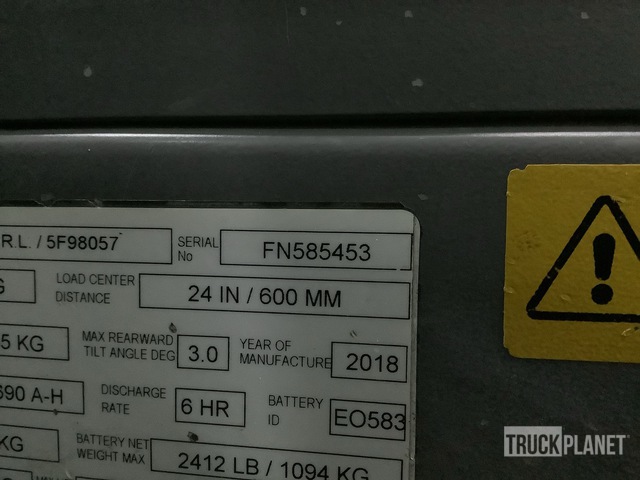 R.L. / 5F98057 SERIAL No FN585453
G LOAD CENTER DISTANCE 24 IN / 600 MM
5 KG MAX REARWARD TILT ANGLE DEG 3.0 YEAR OF MANUFACTURE 2018
690 A-H DISCHARGE RATE 6 HR BATTERY ID EO583
KG BATTERY NET WEIGHT MAX 2412 LB / 1094 KG
TRUCKPLANET